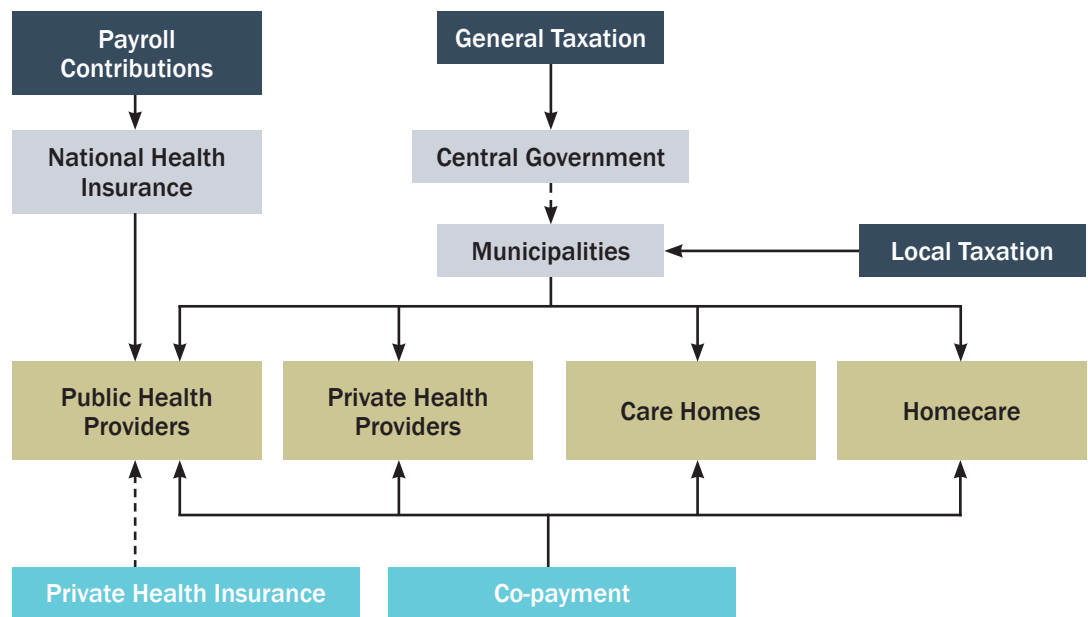 Payroll
Contributions
General Taxation
National Health
Insurance
Central Government
Municipalities
Local Taxation
Public Health
Providers
Private Health
Providers
Care Homes
Homecare
Private Health Insurance
Co-payment